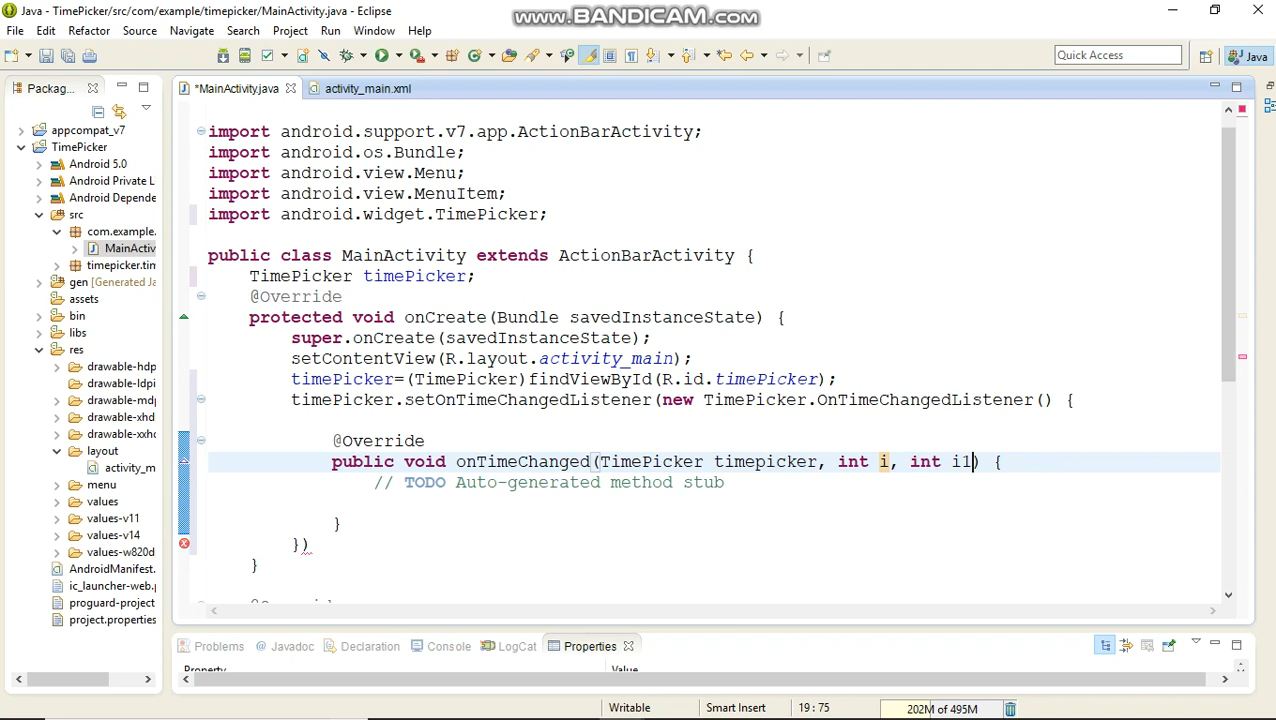 Java - TimePicker/src/com/example/timepicker/MainActivity.java - Eclipse
www.BANDICAM.com
File Edit Refactor Source Navigate Search Project Run Window Help
Quick Access
Java
Packag...
*MainActivity.java
activity_main.xml
appcompat_v7
TimePicker
Android 5.0
Android Private L
Android Depende
src
com.example.
MainActiv
timepicker.tim
gen [Generated Ja
assets
bin
libs
res
drawable-hdp
drawable-ldpi
drawable-mdp
drawable-xhd
drawable-xxhc
layout
activity_m
menu
values
values-v11
values-v14
values-w820d
AndroidManifest.
ic_launcher-web.p
proguard-project
project.properties
import android.support.v7.app.ActionBarActivity;
import android.os.Bundle;
import android.view.Menu;
import android.view.MenuItem;
import android.widget.TimePicker;
public class MainActivity extends ActionBarActivity {
TimePicker timePicker;
@Override
protected void onCreate(Bundle savedInstanceState) {
super.onCreate(savedInstanceState);
setContentView(R.layout.activity_main);
timePicker=(TimePicker)findViewById(R.id.timePicker);
timePicker.setOnTimeChangedListener(new TimePicker.OnTimeChangedListener() {
@Override
public void onTimeChanged(TimePicker timepicker, int i, int i1) {
// TODO Auto-generated method stub
}
})
}
Problems @ Javadoc Declaration Console LogCat Properties
Property Value
Writable Smart Insert 19 : 75 202M of 495M